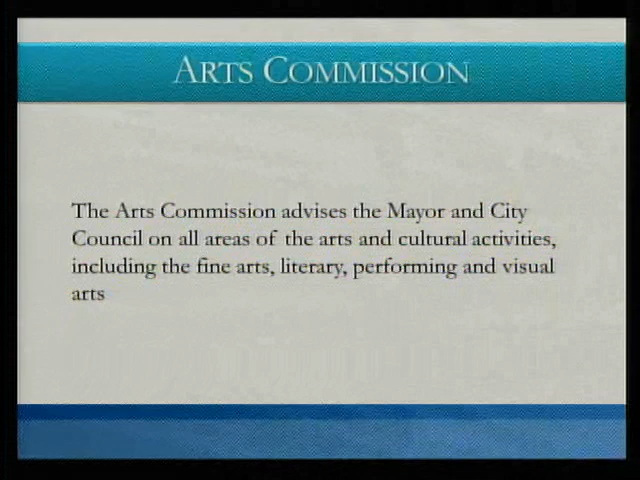 ARTS COMMISSION
The Arts Commission advises the Mayor and City
Council on all areas of the arts and cultural activities,
including the fine arts, literary, performing and visual
arts